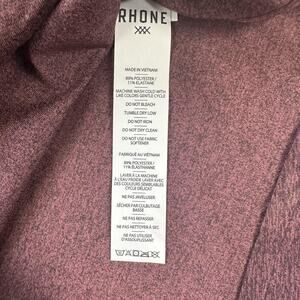 RHONE
MADE IN VIETNAM
89% POLYESTER /
11% ELASTANE
MACHINE WASH COLD WITH
LIKE COLORS GENTLE CYCLE
DO NOT BLEACH
TUMBLE DRY LOW
DO NOT IRON
DO NOT DRY CLEAN
DO NOT USE FABRIC
SOFTENER
FABRIQUÉ AU VIÊTNAM
89% POLYESTER /
11% ÉLASTHANNE
LAVER À LA MACHINE
À L'EAU FROIDE LAVER AVEC
DES COULEURS SEMBLABLES
CYCLE DÉLICAT
NE PAS JAVELLISER
SÉCHER PAR CULBUTAGE
BASSE
NE PAS REPASSER
NE PAS NETTOYER À SEC
NE PAS UTILISER
D'ASSOUPLISSANT